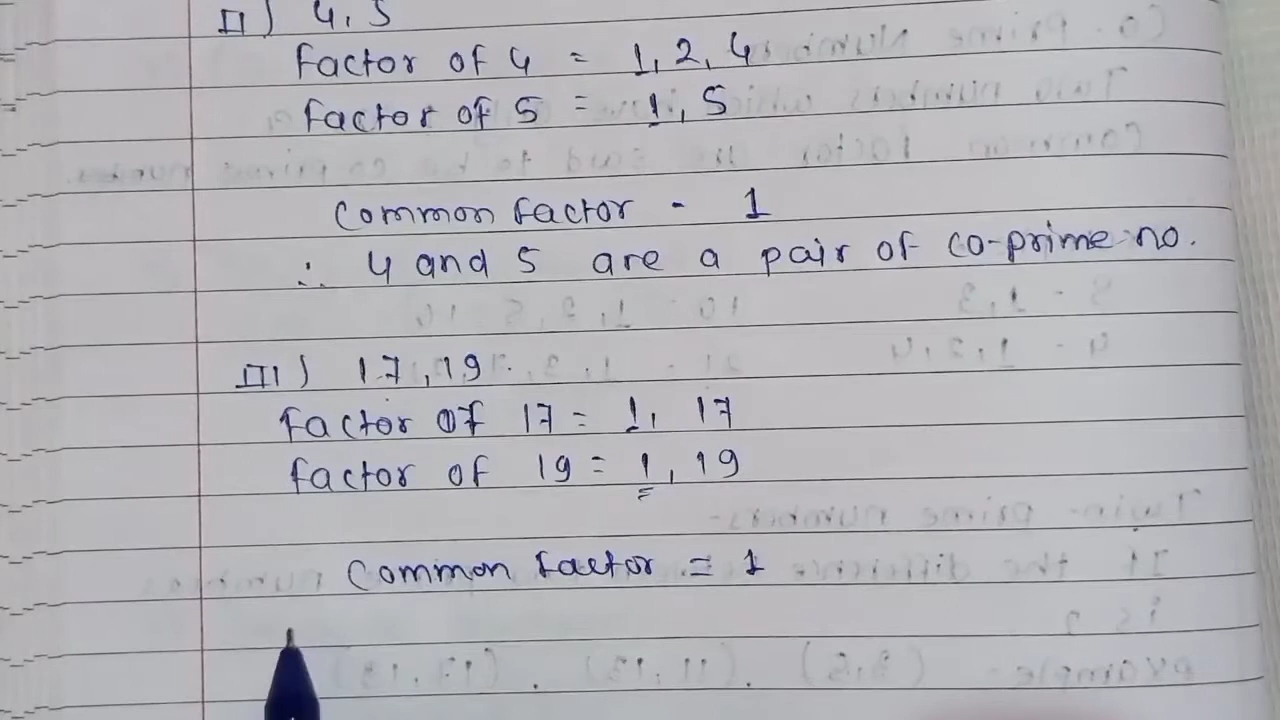 II) 4, 5
factor of 4 = 1, 2, 4
factor of 5 = 1, 5
Common factor - 1
∴ 4 and 5 are a pair of co-prime no.
III) 17, 19.
factor of 17 = 1, 17
factor of 19 = 1, 19
Common factor = 1